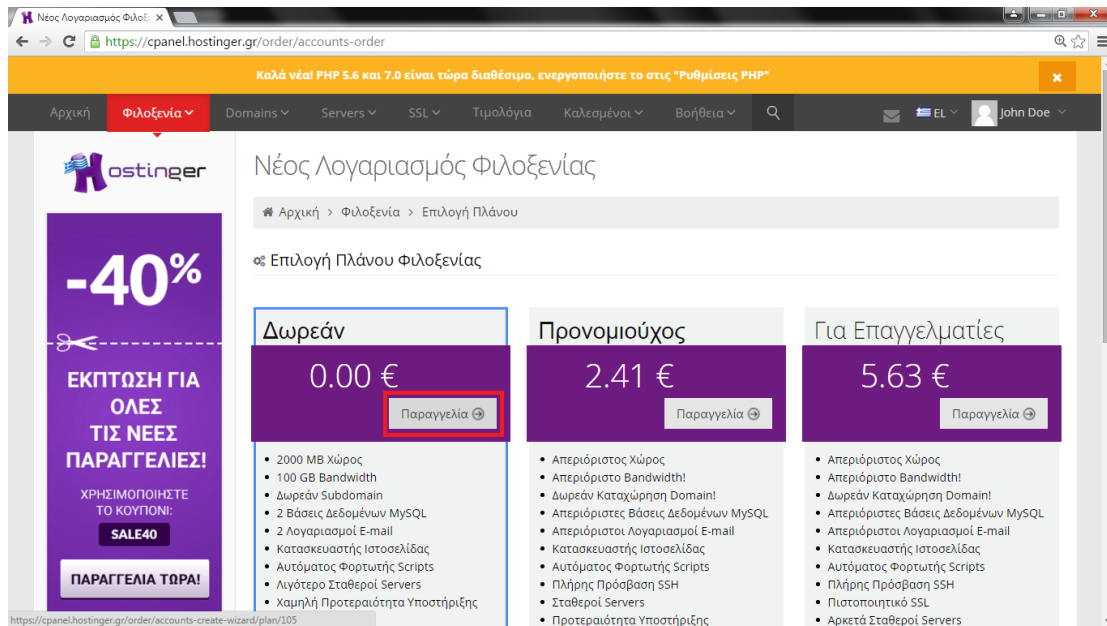 Νέος Λογαριασμός Φιλοξε
https://cpanel.hostinger.gr/order/accounts-order
Καλά νέα! PHP 5.6 και 7.0 είναι τώρα διαθέσιμο, ενεργοποιήστε το στις "Ρυθμίσεις PHP"
Αρχική Φιλοξενία Domains Servers SSL Τιμολόγια Καλεσμένοι Βοήθεια EL John Doe
Hostinger
-40%
ΕΚΠΤΩΣΗ ΓΙΑ
ΟΛΕΣ
ΤΙΣ ΝΕΕΣ
ΠΑΡΑΓΓΕΛΙΕΣ!
ΧΡΗΣΙΜΟΠΟΙΗΣΤΕ
ΤΟ ΚΟΥΠΟΝΙ:
SALE40
ΠΑΡΑΓΓΕΛΙΑ ΤΩΡΑ!
Νέος Λογαριασμός Φιλοξενίας
Αρχική > Φιλοξενία > Επιλογή Πλάνου
Επιλογή Πλάνου Φιλοξενίας
Δωρεάν
0.00 €
Παραγγελία
2000 MB Χώρος
100 GB Bandwidth
Δωρεάν Subdomain
2 Βάσεις Δεδομένων MySQL
2 Λογαριασμοί E-mail
Κατασκευαστής Ιστοσελίδας
Αυτόματος Φορτωτής Scripts
Λιγότερο Σταθεροί Servers
Χαμηλή Προτεραιότητα Υποστήριξης
Προνομιούχος
2.41 €
Παραγγελία
Απεριόριστος Χώρος
Απεριόριστο Bandwidth!
Δωρεάν Καταχώρηση Domain!
Απεριόριστες Βάσεις Δεδομένων MySQL
Απεριόριστοι Λογαριασμοί E-mail
Κατασκευαστής Ιστοσελίδας
Αυτόματος Φορτωτής Scripts
Πλήρης Πρόσβαση SSH
Σταθεροί Servers
Προτεραιότητα Υποστήριξης
Για Επαγγελματίες
5.63 €
Παραγγελία
Απεριόριστος Χώρος
Απεριόριστο Bandwidth!
Δωρεάν Καταχώρηση Domain!
Απεριόριστες Βάσεις Δεδομένων MySQL
Απεριόριστοι Λογαριασμοί E-mail
Κατασκευαστής Ιστοσελίδας
Αυτόματος Φορτωτής Scripts
Πλήρης Πρόσβαση SSH
Πιστοποιητικό SSL
Αρκετά Σταθεροί Servers
https://cpanel.hostinger.gr/order/accounts-create-wizard/plan/105